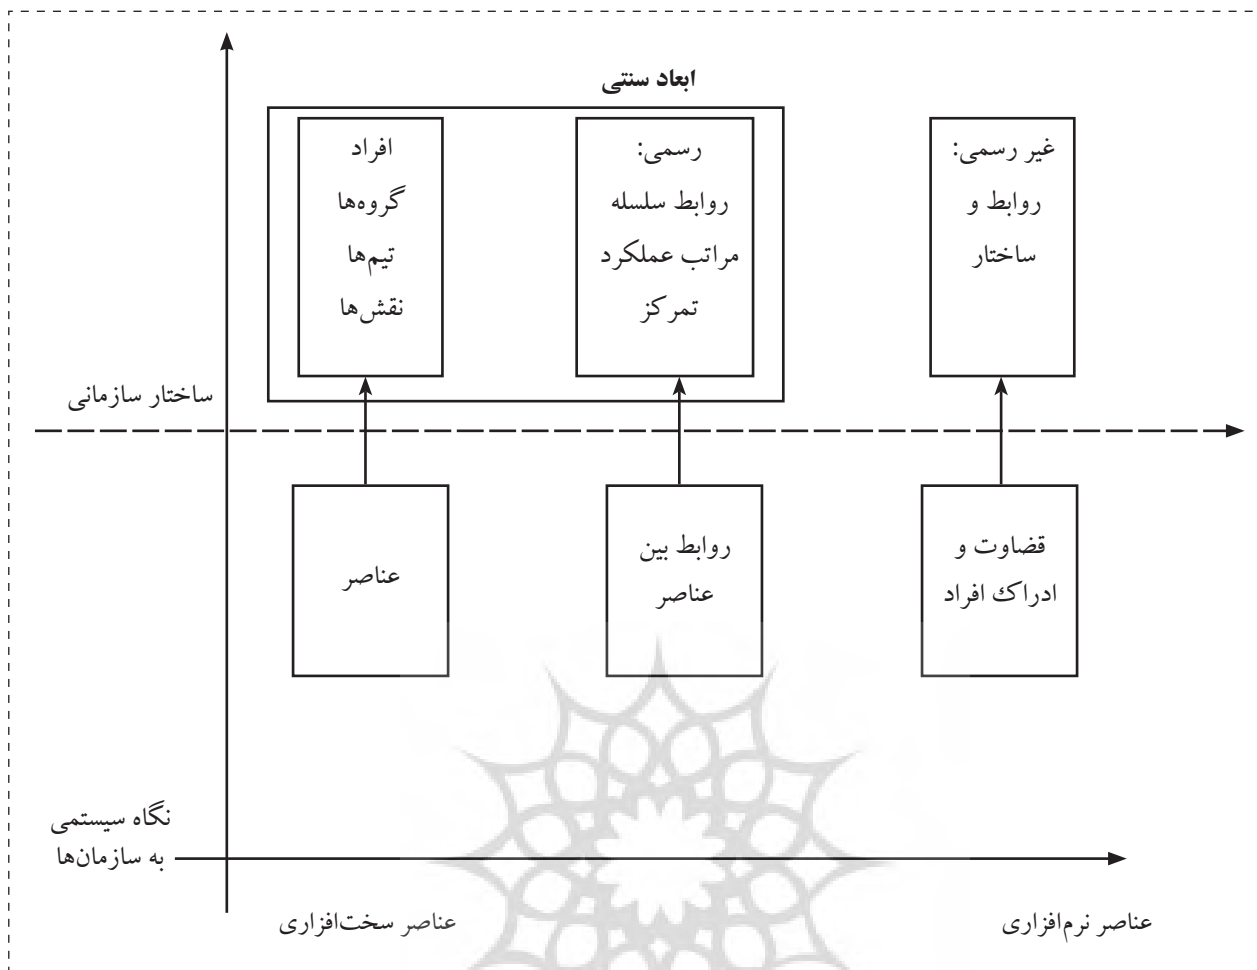 ابعاد سنتی
غیر رسمی:
روابط و
ساختار
رسمی:
روابط سلسله
مراتب عملکرد
تمرکز
افراد
گروه‌ها
تیم‌ها
نقش‌ها
ساختار سازمانی
قضاوت و
ادراک افراد
روابط بین
عناصر
عناصر
نگاه سیستمی
به سازمان‌ها
عناصر نرم‌افزاری
عناصر سخت‌افزاری